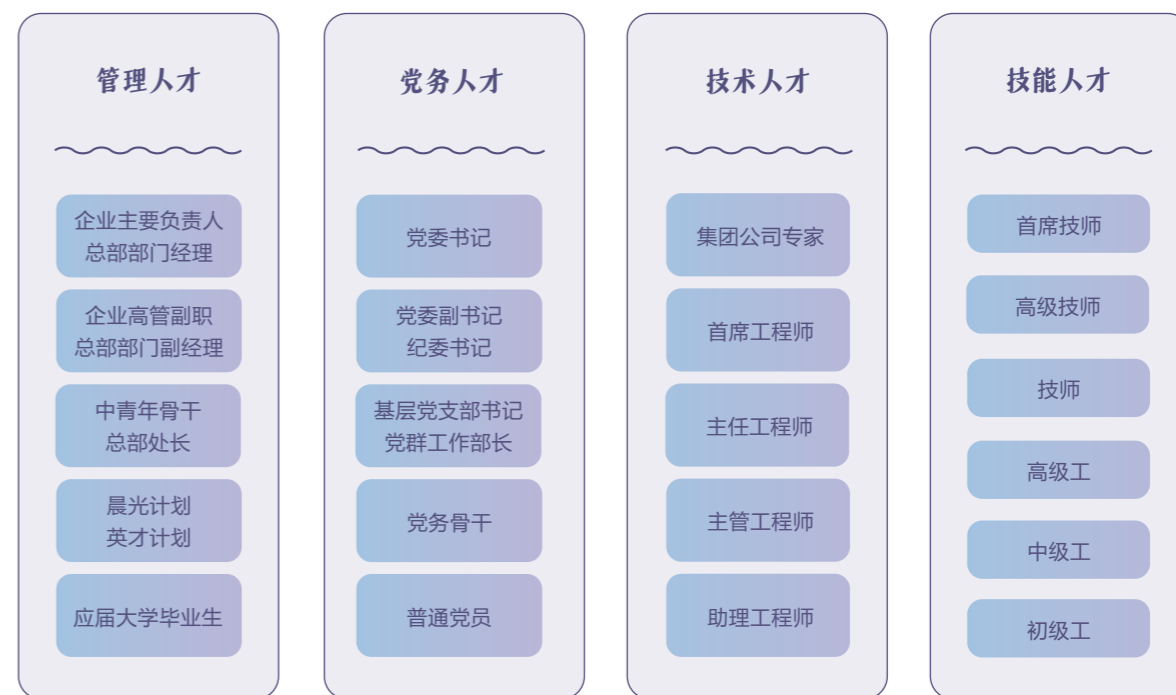 管理人才
企业主要负责人
总部部门经理
企业高管副职
总部部门副经理
中青年骨干
总部处长
晨光计划
英才计划
应届大学毕业生
党务人才
党委书记
党委副书记
纪委书记
基层党支部书记
党群工作部长
党务骨干
普通党员
技术人才
集团公司专家
首席工程师
主任工程师
主管工程师
助理工程师
技能人才
首席技师
高级技师
技师
高级工
中级工
初级工